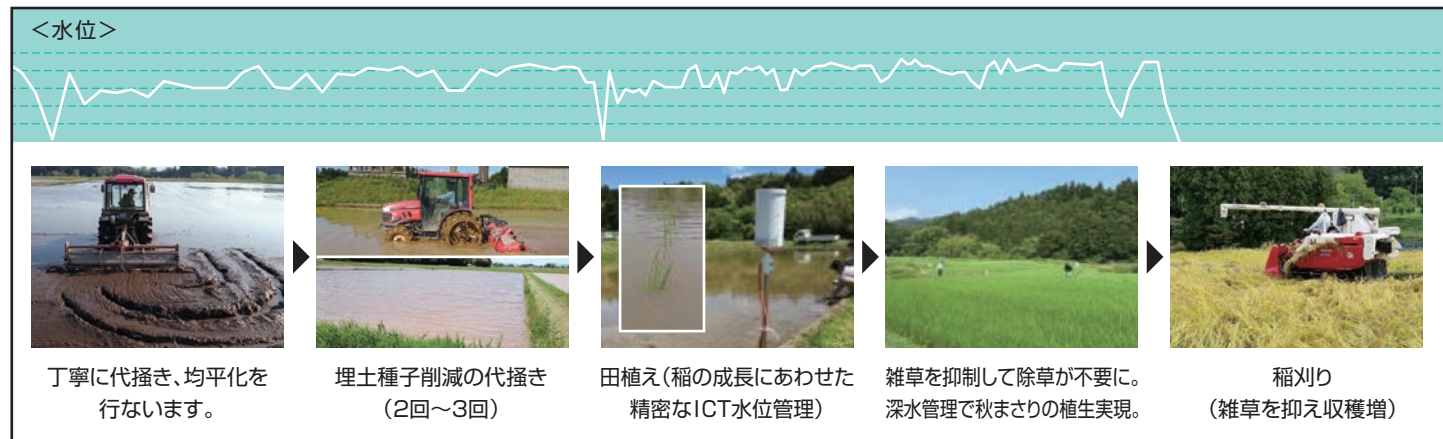 ＜水位＞
丁寧に代掻き、均平化を
行ないます。
埋土種子削減の代掻き
（2回～3回）
田植え（稲の成長にあわせた
精密なICT水位管理）
雑草を抑制して除草が不要に。
深水管理で秋まさりの植生実現。
稲刈り
（雑草を抑え収穫増）